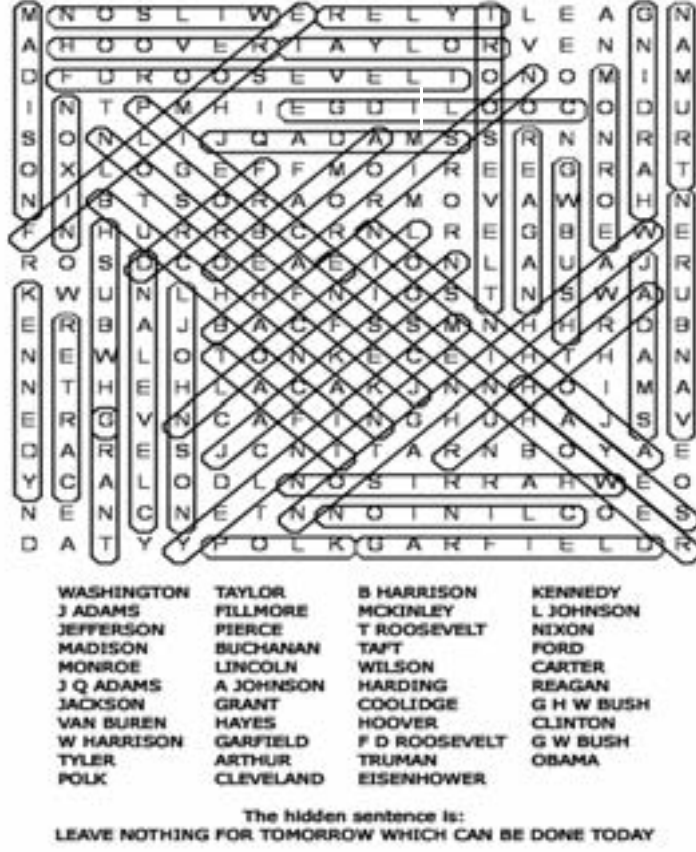 M N O S L I W E R E L Y T L E A G N
A H O O V E R T A Y L O R V E N N A
D F D R O O S E V E L T O N O M I M
I N T P M H I E G D I L O O C O D U
S O N L I J Q A D A M S S R N N R R
O X L O G E F F M O I R E E G R A T
N I B T S O R A O R M O V A W O H N
F N H U R R B C R N L R E G B E W E
R O S O C O E A E I O N L A U A J R
K W U N L H H F N I O S T N S W A U
E R B A J B A C F S S M N H H R D B
N E W L O T O N K E C E I H T H A N
N T H E H L A C A K J N N H O I M A
E R G V N C A F I N G H U H A J S V
D A R E S J C N I T A R N B O Y A E
Y C A L O D L N O S I R R A H W E O
N E N C N E T N N O T N I L C O E S
D A T Y Y P O L K G A R F I E L D R
WASHINGTON TAYLOR B HARRISON KENNEDY
J ADAMS FILLMORE MCKINLEY L JOHNSON
JEFFERSON PIERCE T ROOSEVELT NIXON
MADISON BUCHANAN TAFT FORD
MONROE LINCOLN WILSON CARTER
J Q ADAMS A JOHNSON HARDING REAGAN
JACKSON GRANT COOLIDGE G H W BUSH
VAN BUREN HAYES HOOVER CLINTON
W HARRISON GARFIELD F D ROOSEVELT G W BUSH
TYLER ARTHUR TRUMAN OBAMA
POLK CLEVELAND EISENHOWER
The hidden sentence is:
LEAVE NOTHING FOR TOMORROW WHICH CAN BE DONE TODAY